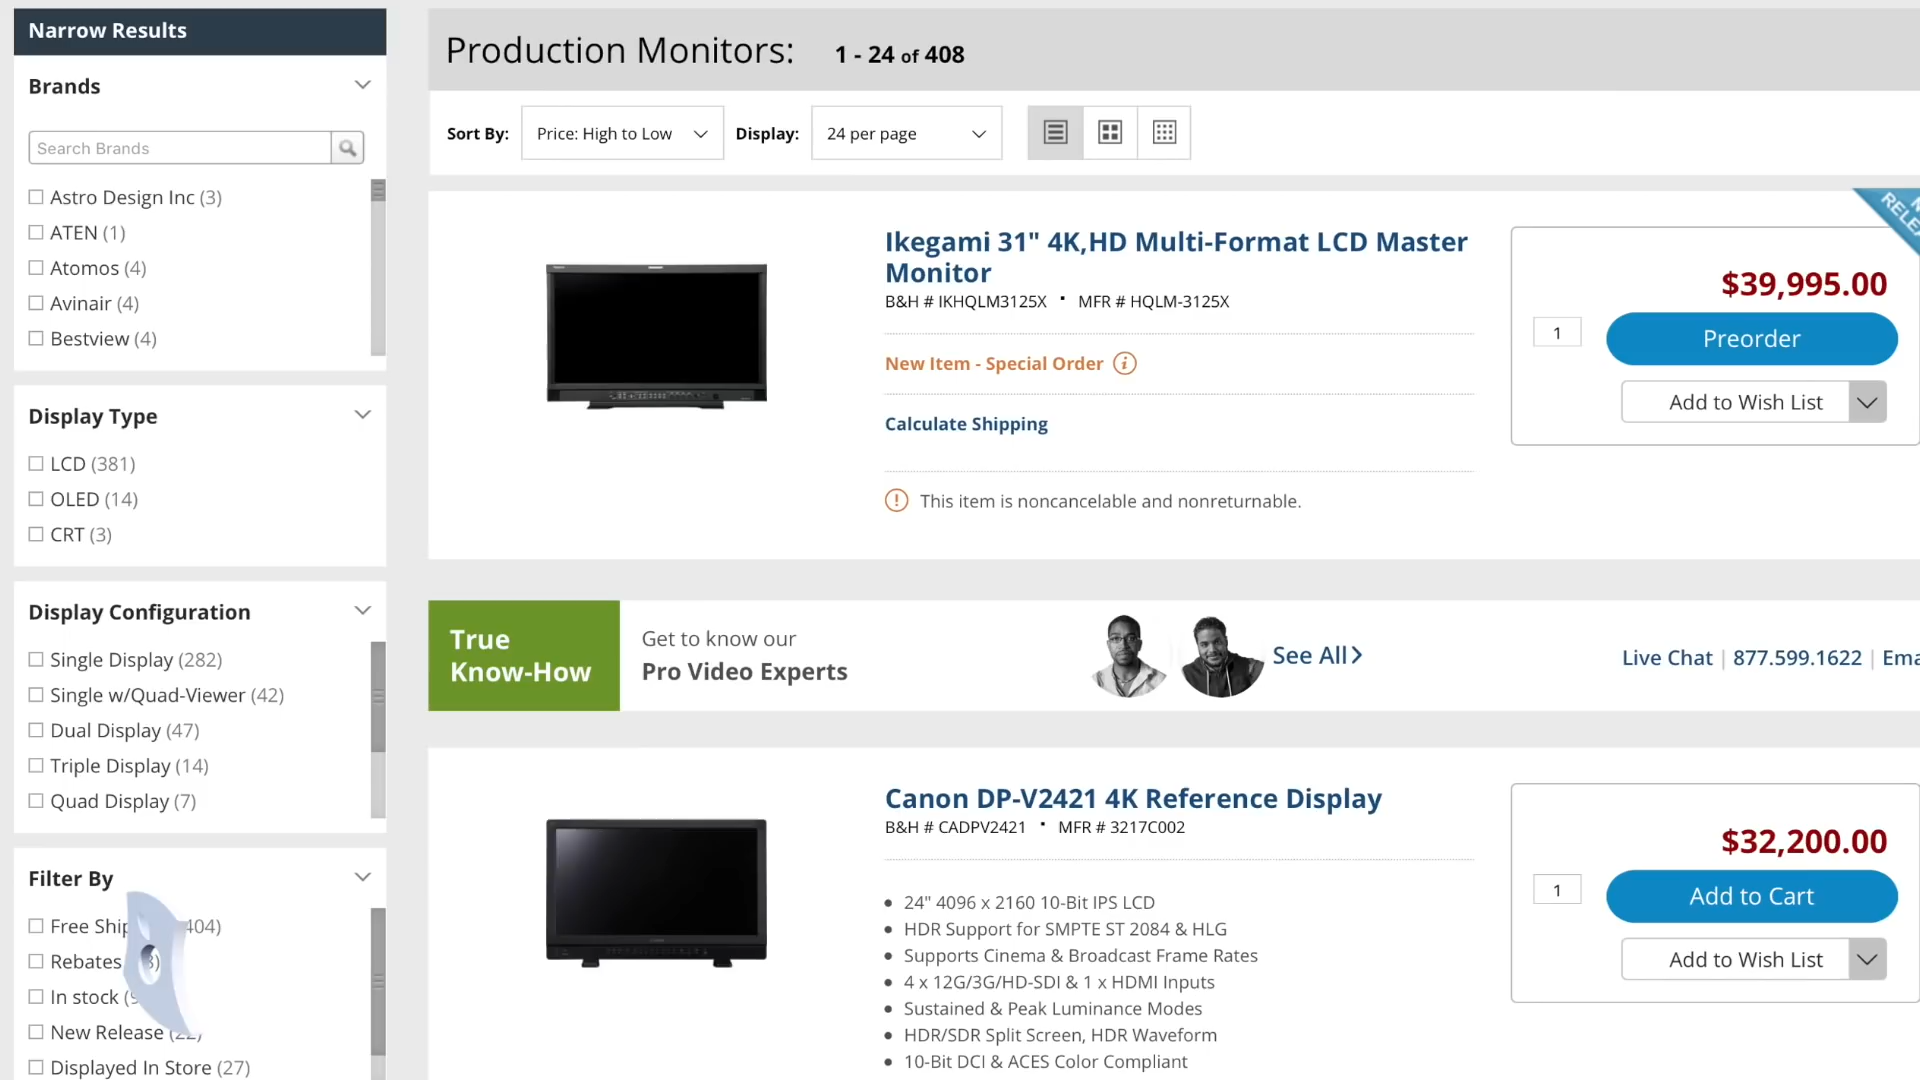 Narrow Results
Brands
Search Brands
Astro Design Inc (3)
ATEN (1)
Atomos (4)
Avinair (4)
Bestview (4)
Display Type
LCD (381)
OLED (14)
CRT (3)
Display Configuration
Single Display (282)
Single w/Quad-Viewer (42)
Dual Display (47)
Triple Display (14)
Quad Display (7)
Filter By
Free
Rebates
In stock
New Release
Displayed In Store (27)
Production Monitors: 1 - 24 of 408
Sort By: Price: High to Low Display: 24 per page
Ikegami 31" 4K,HD Multi-Format LCD Master
Monitor
B&H # IKHQLM3125X · MFR # HQLM-3125X
New Item - Special Order
Calculate Shipping
This item is noncancelable and nonreturnable.
$39,995.00
1
Preorder
Add to Wish List
True
Know-How
Get to know our
Pro Video Experts
See All
Live Chat | 877.599.1622 |
Canon DP-V2421 4K Reference Display
B&H # CADPV2421 · MFR # 3217C002
• 24" 4096 x 2160 10-Bit IPS LCD
• HDR Support for SMPTE ST 2084 & HLG
• Supports Cinema & Broadcast Frame Rates
• 4 x 12G/3G/HD-SDI & 1 x HDMI Inputs
• Sustained & Peak Luminance Modes
• HDR/SDR Split Screen, HDR Waveform
• 10-Bit DCI & ACES Color Compliant
$32,200.00
1
Add to Cart
Add to Wish List